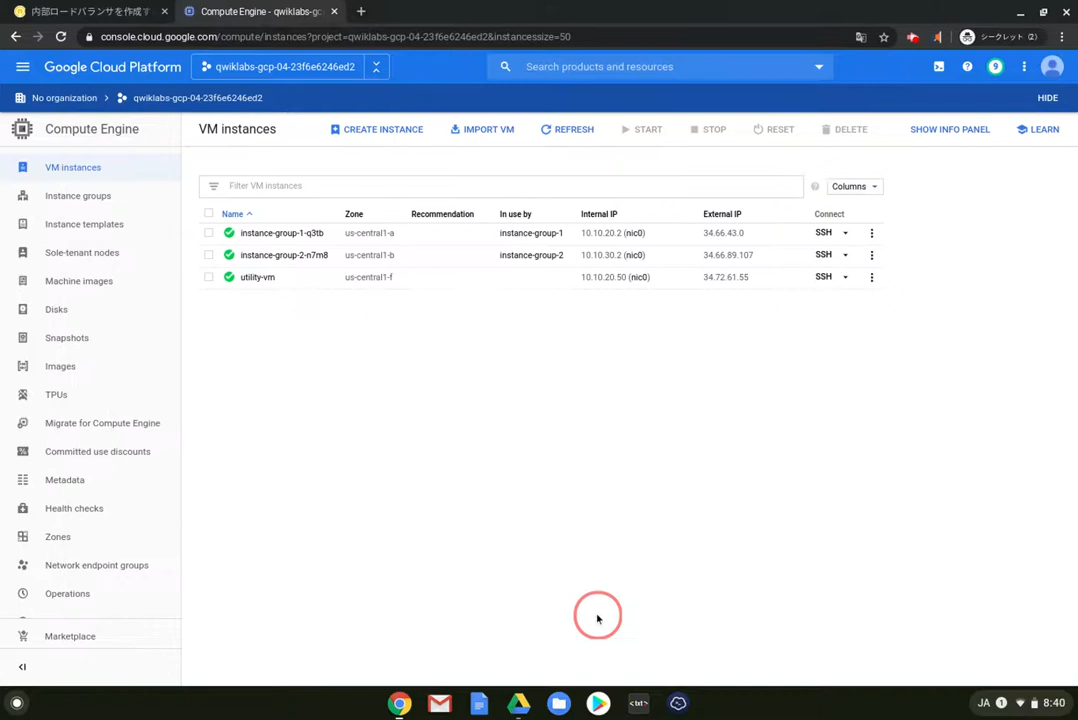 内部ロードバランサを作成す
Compute Engine - qwiklabs-gc
console.cloud.google.com/compute/instances?project=qwiklabs-gcp-04-23f6e6246ed2&instancessize=50
シークレット (2)
Google Cloud Platform
qwiklabs-gcp-04-23f6e6246ed2
Search products and resources
9
No organization
qwiklabs-gcp-04-23f6e6246ed2
HIDE
Compute Engine
VM instances
CREATE INSTANCE
IMPORT VM
REFRESH
START
STOP
RESET
DELETE
SHOW INFO PANEL
LEARN
VM instances
Instance groups
Instance templates
Sole-tenant nodes
Machine images
Disks
Snapshots
Images
TPUs
Migrate for Compute Engine
Committed use discounts
Metadata
Health checks
Zones
Network endpoint groups
Operations
Marketplace
Filter VM instances
Columns
Name Zone Recommendation In use by Internal IP External IP Connect
instance-group-1-q3tb us-central1-a instance-group-1 10.10.20.2 (nic0) 34.66.43.0 SSH
instance-group-2-n7m8 us-central1-b instance-group-2 10.10.30.2 (nic0) 34.66.89.107 SSH
utility-vm us-central1-f 10.10.20.50 (nic0) 34.72.61.55 SSH
<txt>
JA 1 8:40